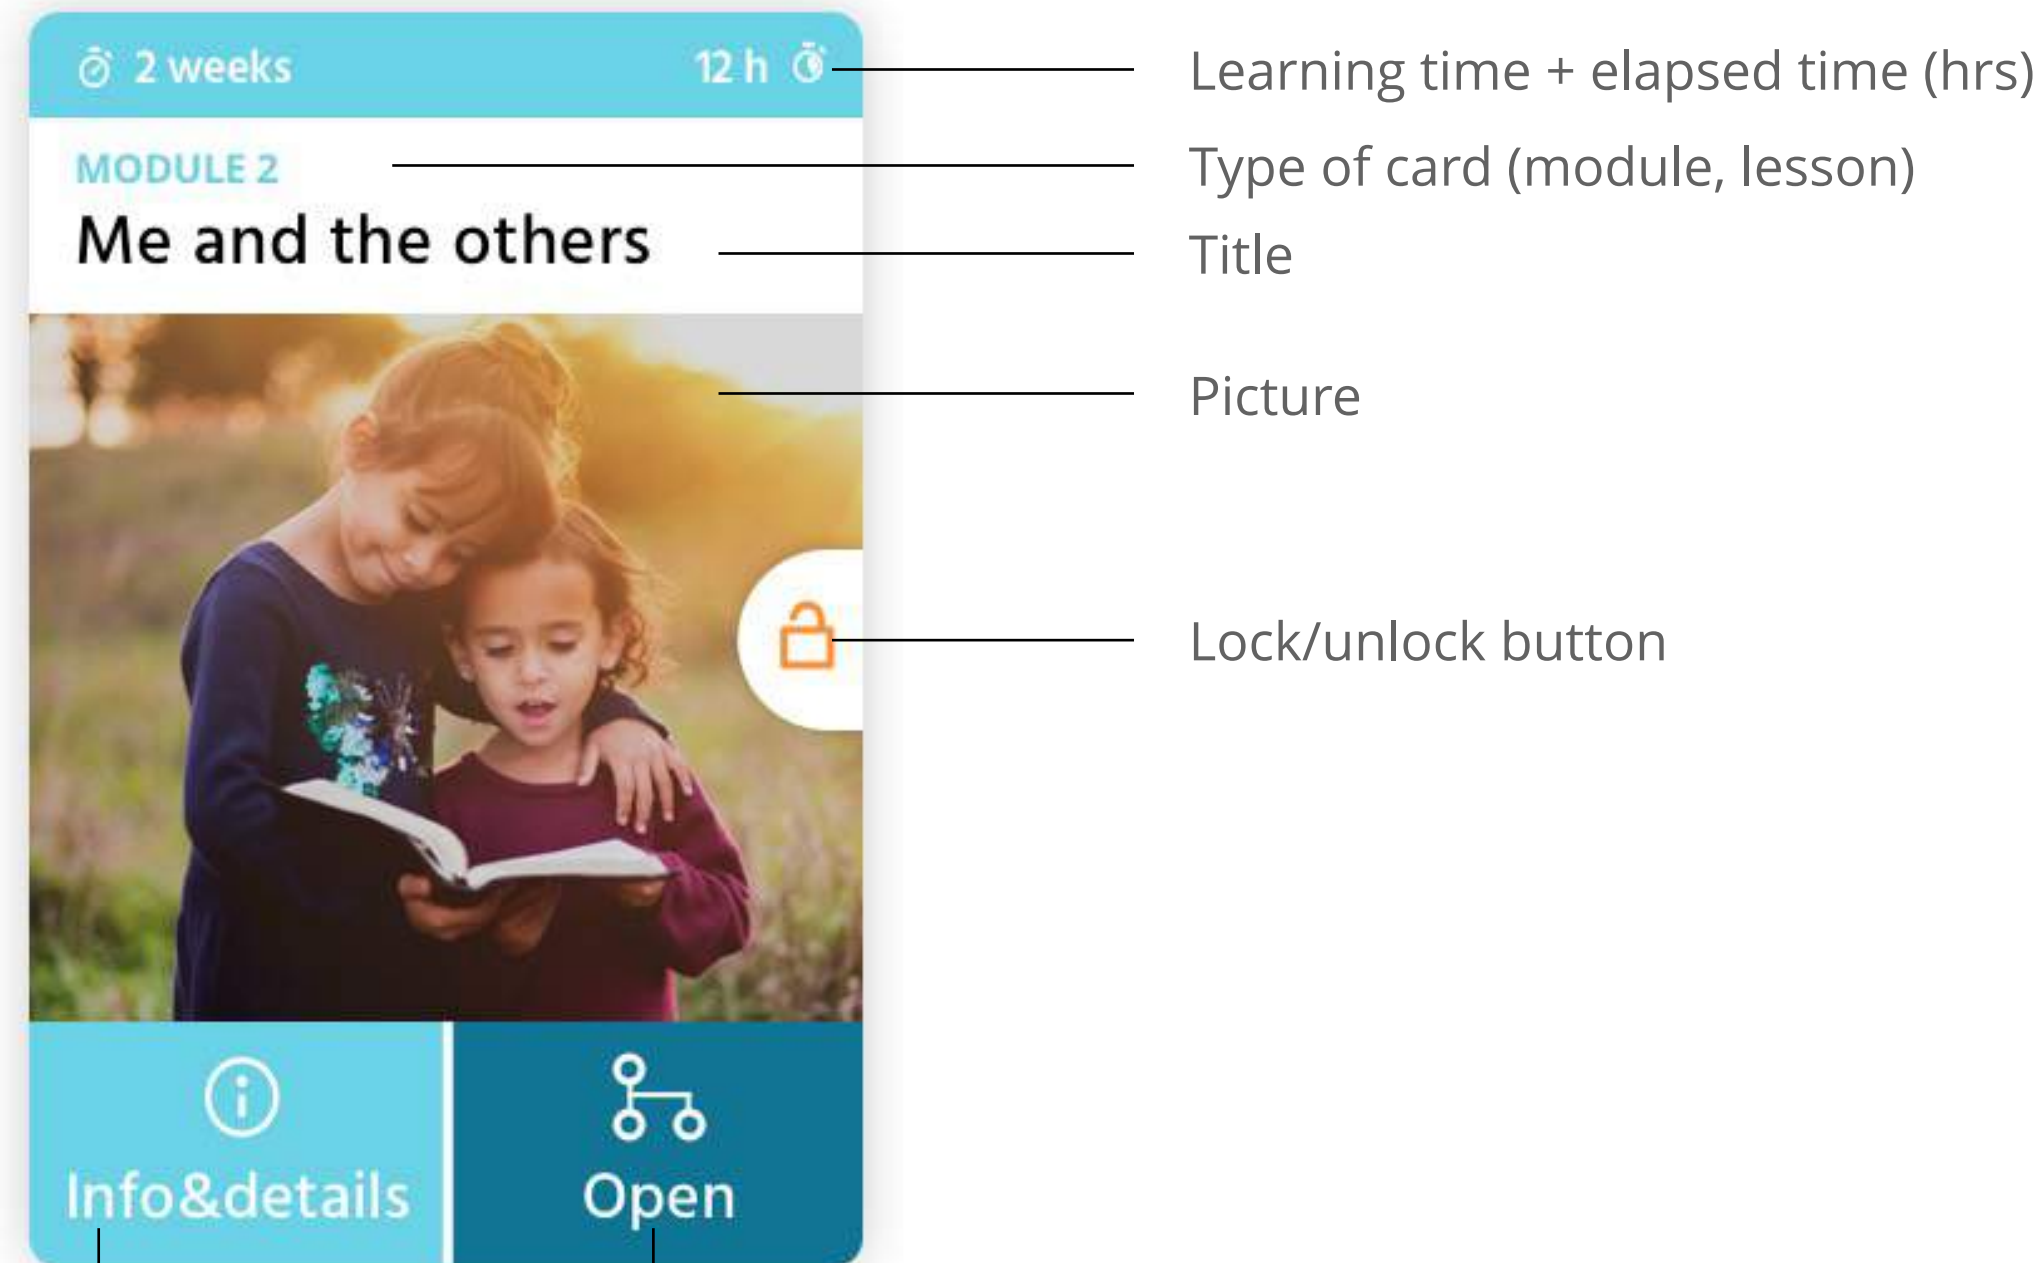 2 weeks 12 h
Learning time + elapsed time (hrs)
MODULE 2
Type of card (module, lesson)
Me and the others
Title
Picture
Lock/unlock button
Info&details
Open